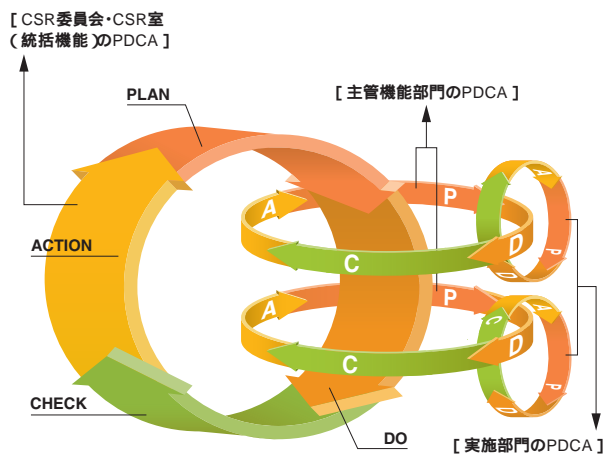 [ CSR委員会・CSR室
（統括機能）のPDCA ]
PLAN
[ 主管機能部門のPDCA ]
A
P
A
C
D
D
P
ACTION
A
P
C
A
C
D
D
P
CHECK
DO
[ 実施部門のPDCA ]